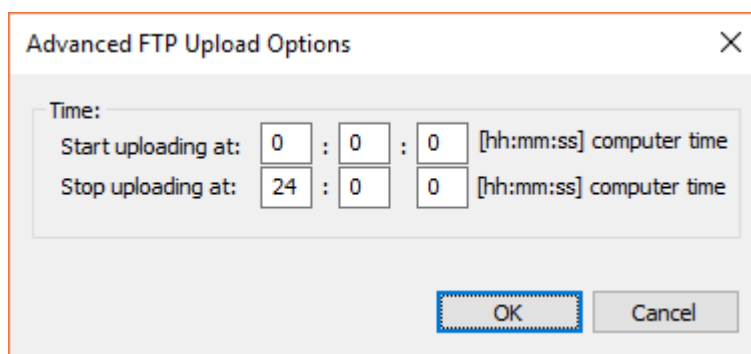 Advanced FTP Upload Options
Time:
Start uploading at: 0 : 0 : 0 [hh:mm:ss] computer time
Stop uploading at: 24 : 0 0 [hh:mm:ss] computer time
OK Cancel